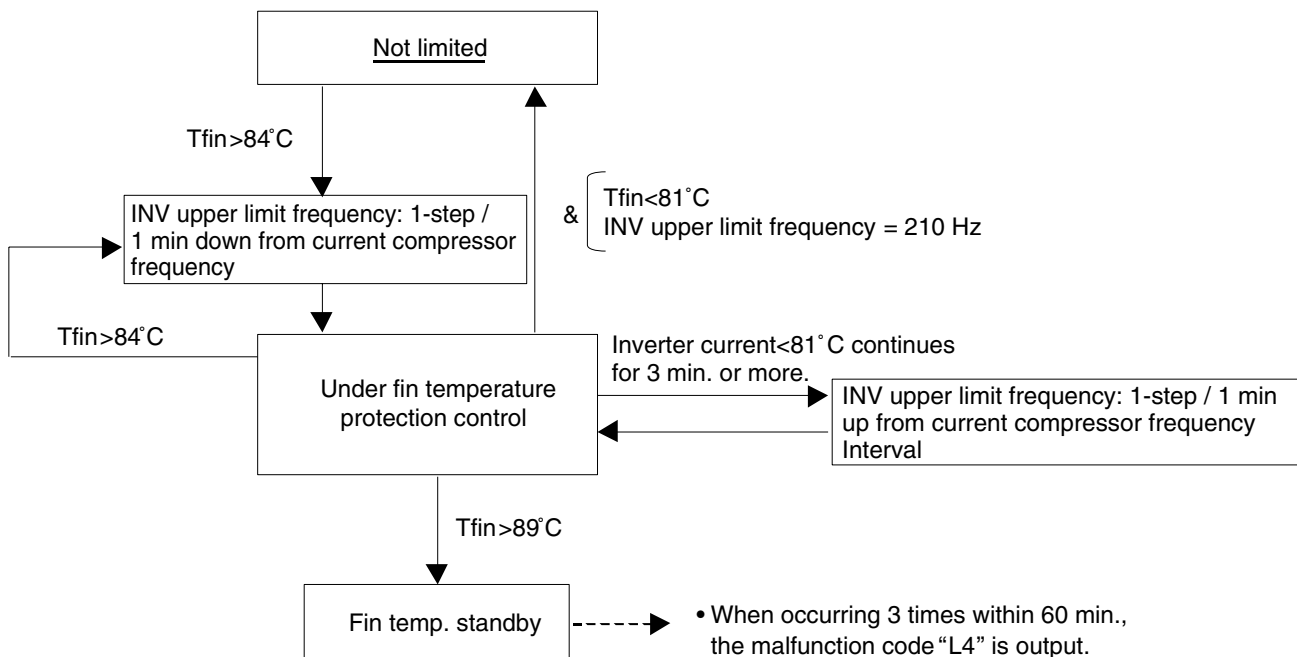 Not limited
Tfin>84°C
&
Tfin<81°C
INV upper limit frequency = 210 Hz
INV upper limit frequency: 1-step /
1 min down from current compressor
frequency
Tfin>84°C
Under fin temperature
protection control
Inverter current<81°C continues
for 3 min. or more.
INV upper limit frequency: 1-step / 1 min
up from current compressor frequency
Interval
Tfin>89°C
Fin temp. standby
• When occurring 3 times within 60 min.,
the malfunction code “L4” is output.